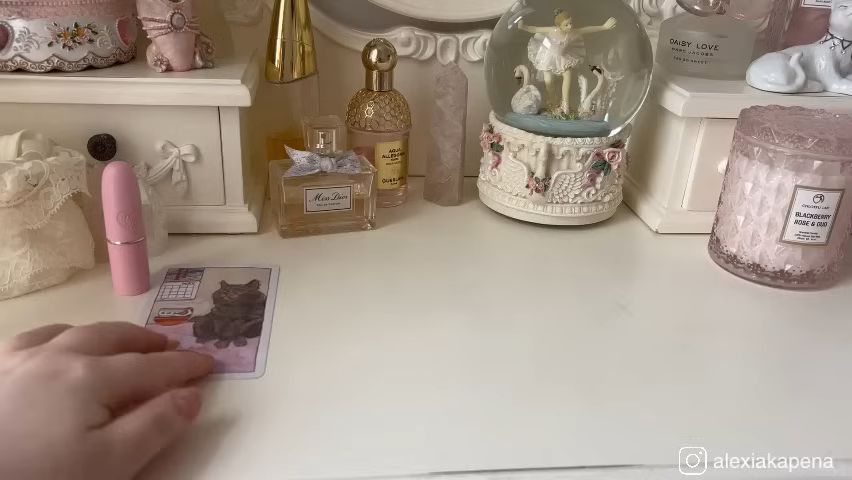 DAISY LOVE
MARC JACOBS
AQUA
ALLEGORIA
GUERLAIN
Miss Dior
BLACKBERRY
ROSE & OUD
alexiakapena